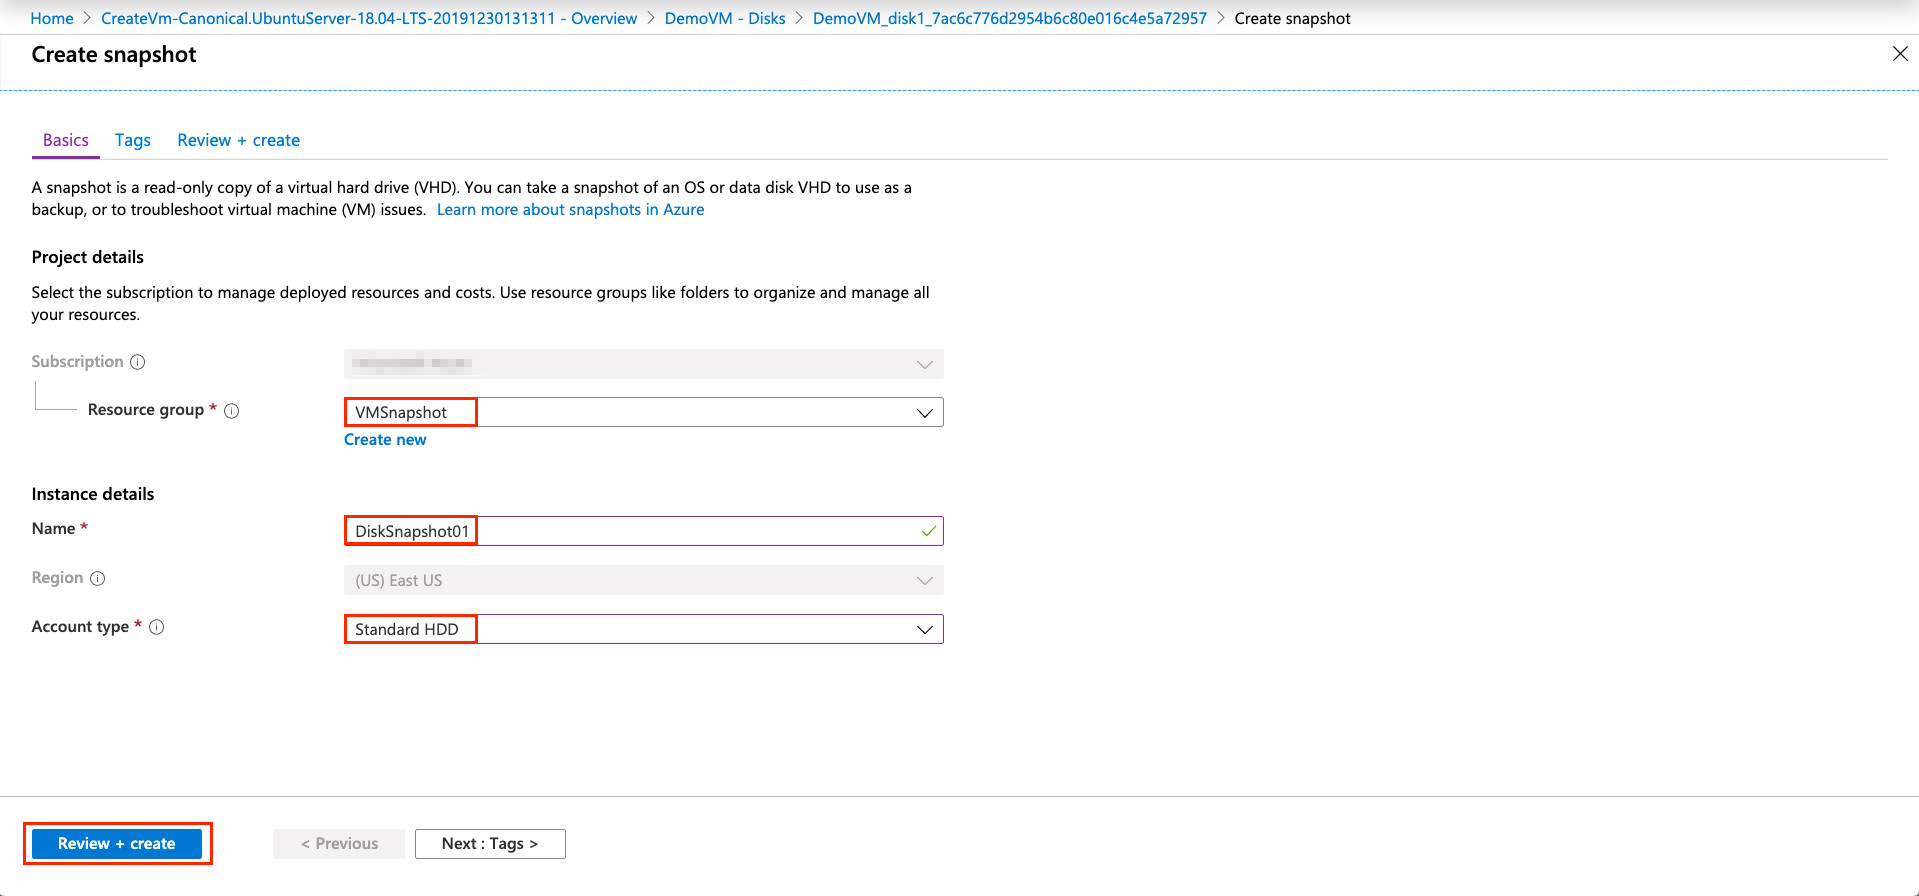 Home > CreateVm-Canonical.UbuntuServer-18.04-LTS-20191230131311 - Overview > DemoVM - Disks > DemoVM_disk1_7ac6c776d2954b6c80e016c4e5a72957 > Create snapshot
Create snapshot
Basics Tags Review + create
A snapshot is a read-only copy of a virtual hard drive (VHD). You can take a snapshot of an OS or data disk VHD to use as a
backup, or to troubleshoot virtual machine (VM) issues. Learn more about snapshots in Azure
Project details
Select the subscription to manage deployed resources and costs. Use resource groups like folders to organize and manage all
your resources.
Subscription
Resource group * VMSnapshot
Create new
Instance details
Name * DiskSnapshot01
Region (US) East US
Account type * Standard HDD
Review + create < Previous Next : Tags >